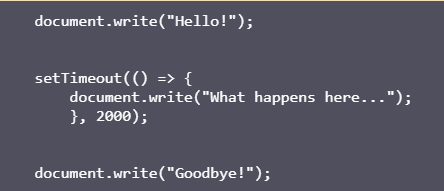 document.write("Hello!");
setTimeout(() => {
document.write("What happens here...");
}, 2000);
document.write("Goodbye!");